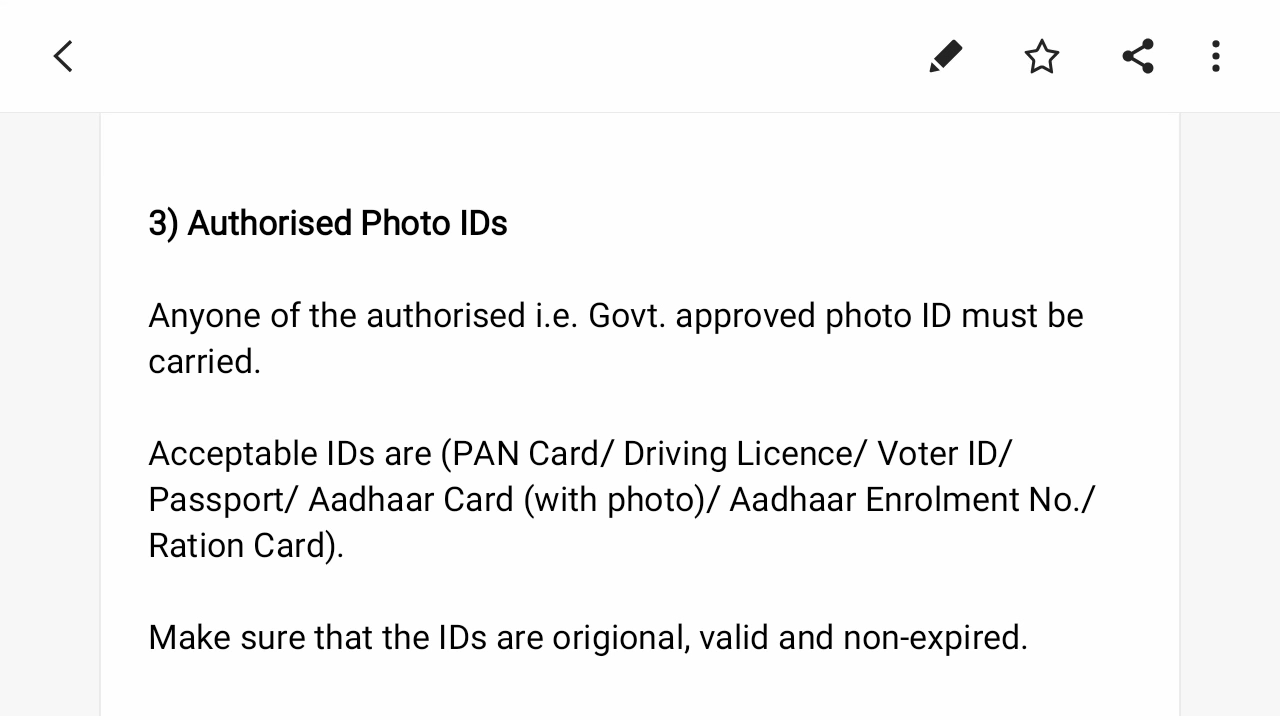 3) Authorised Photo IDs
Anyone of the authorised i.e. Govt. approved photo ID must be
carried.
Acceptable IDs are (PAN Card/ Driving Licence/ Voter ID/
Passport/ Aadhaar Card (with photo)/ Aadhaar Enrolment No./
Ration Card).
Make sure that the IDs are origional, valid and non-expired.